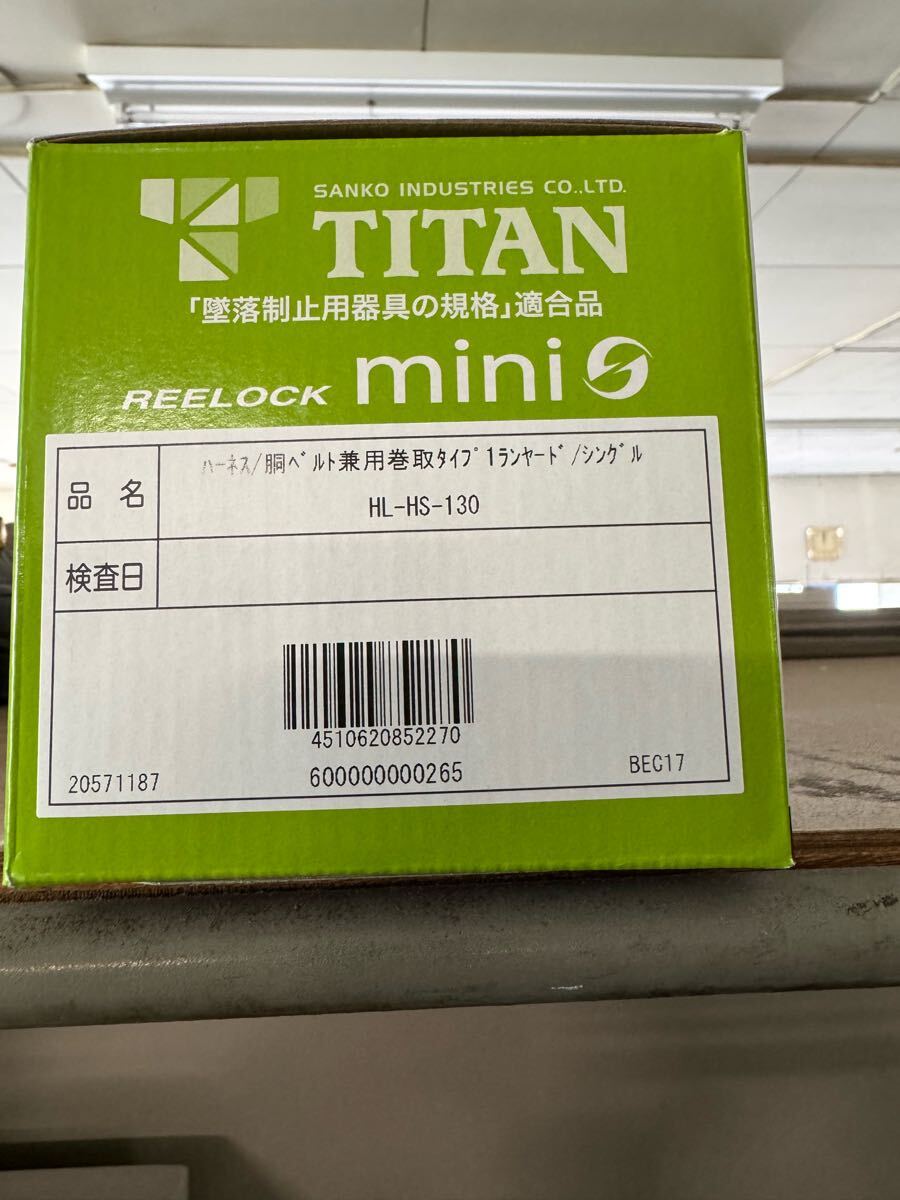 SANKO INDUSTRIES CO.,LTD.
TITAN
「墜落制止用器具の規格」適合品
REELOCK mini
品名 ﾊｰﾈｽ/胴ﾍﾞﾙﾄ兼用巻取ﾀｲﾌﾟ1ﾗﾝﾔｰﾄﾞ/ｼﾝｸﾞﾙ
HL-HS-130
検査日
4510620852270
20571187 600000000265 BEC17